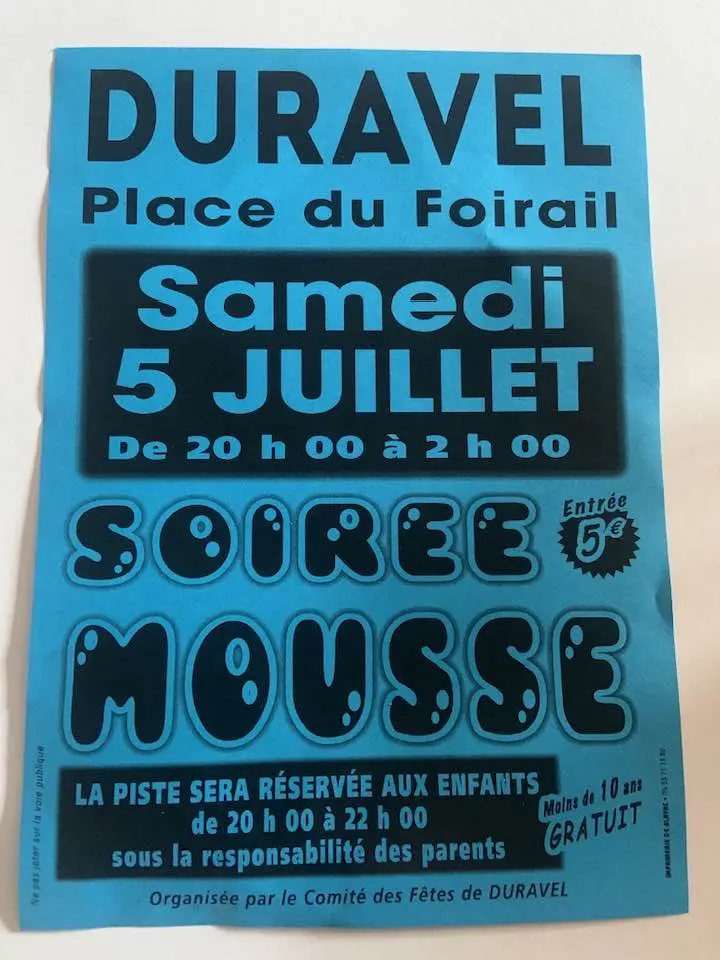 DURAVEL
Place du Foirail
Samedi
5 JUILLET
De 20 h 00 à 2 h 00
SOIREE
Entrée
5€
MOUSSE
LA PISTE SERA RÉSERVÉE AUX ENFANTS
de 20 h 00 à 22 h 00
sous la responsabilité des parents
Moins de 10 ans
GRATUIT
Organisée par le Comité des Fêtes de DURAVEL
Ne pas jeter sur la voie publique
IMPRIMERIE DE